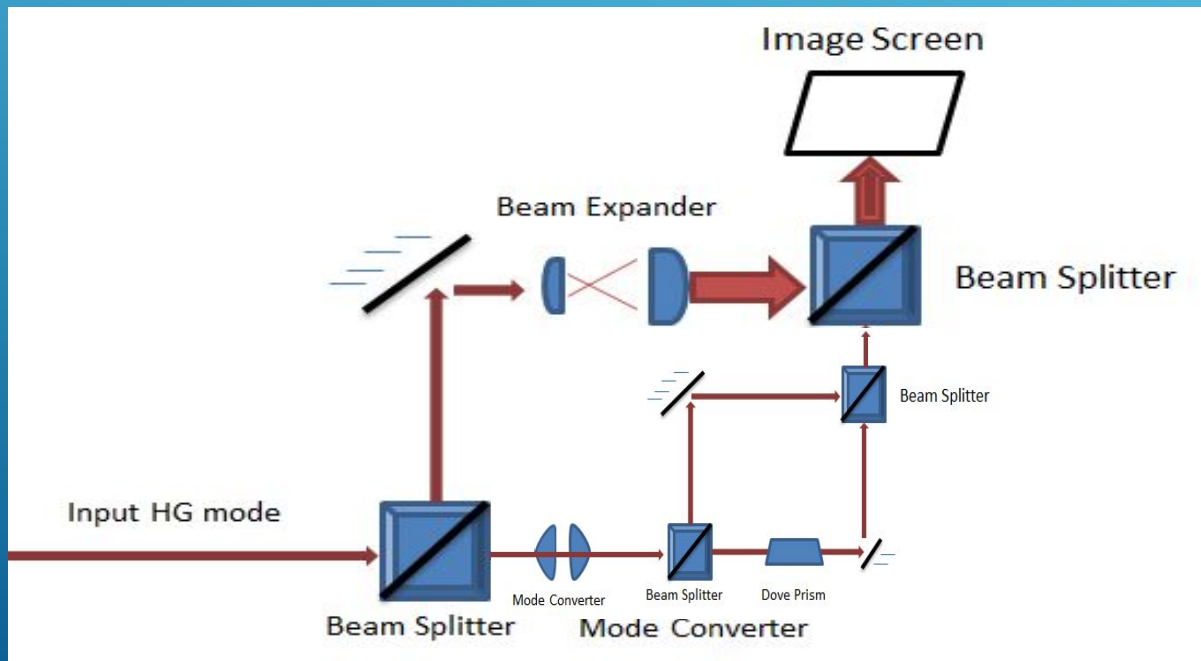 Image Screen
Beam Expander
Beam Splitter
Beam Splitter
Input HG mode
Mode Converter
Beam Splitter
Dove Prism
Beam Splitter
Mode Converter